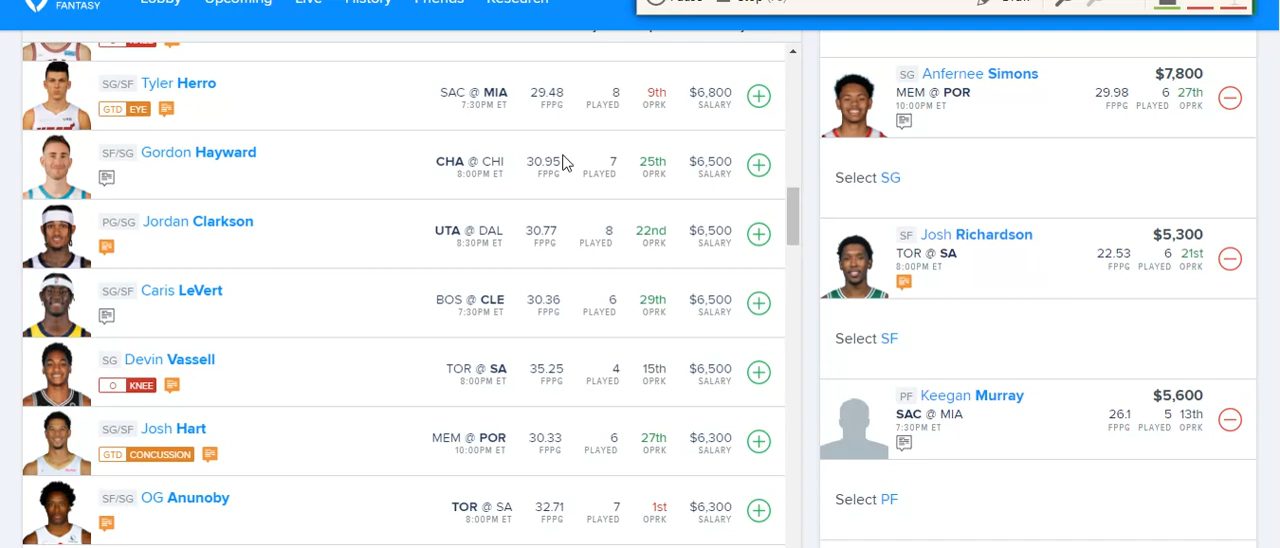 FANTASY Lobby Upcoming Live History Friends Research
SG/SF Tyler Herro
GTD EYE
SAC @ MIA 29.48 8 9th $6,800
7:30PM ET FPPG PLAYED OPRK SALARY
SF/SG Gordon Hayward
CHA @ CHI 30.95 7 25th $6,500
8:00PM ET FPPG PLAYED OPRK SALARY
PG/SG Jordan Clarkson
UTA @ DAL 30.77 8 22nd $6,500
8:30PM ET FPPG PLAYED OPRK SALARY
SG/SF Caris LeVert
BOS @ CLE 30.36 6 29th $6,500
7:30PM ET FPPG PLAYED OPRK SALARY
SG Devin Vassell
O KNEE
TOR @ SA 35.25 4 15th $6,500
8:00PM ET FPPG PLAYED OPRK SALARY
SG/SF Josh Hart
GTD CONCUSSION
MEM @ POR 30.33 6 27th $6,300
10:00PM ET FPPG PLAYED OPRK SALARY
SF/SG OG Anunoby
TOR @ SA 32.71 7 1st $6,300
8:00PM ET FPPG PLAYED OPRK SALARY
SG Anfernee Simons $7,800
MEM @ POR 29.98 6 27th
10:00PM ET FPPG PLAYED OPRK
Select SG
SF Josh Richardson $5,300
TOR @ SA 22.53 6 21st
8:00PM ET FPPG PLAYED OPRK
Select SF
PF Keegan Murray $5,600
SAC @ MIA 26.1 5 13th
7:30PM ET FPPG PLAYED OPRK
Select PF